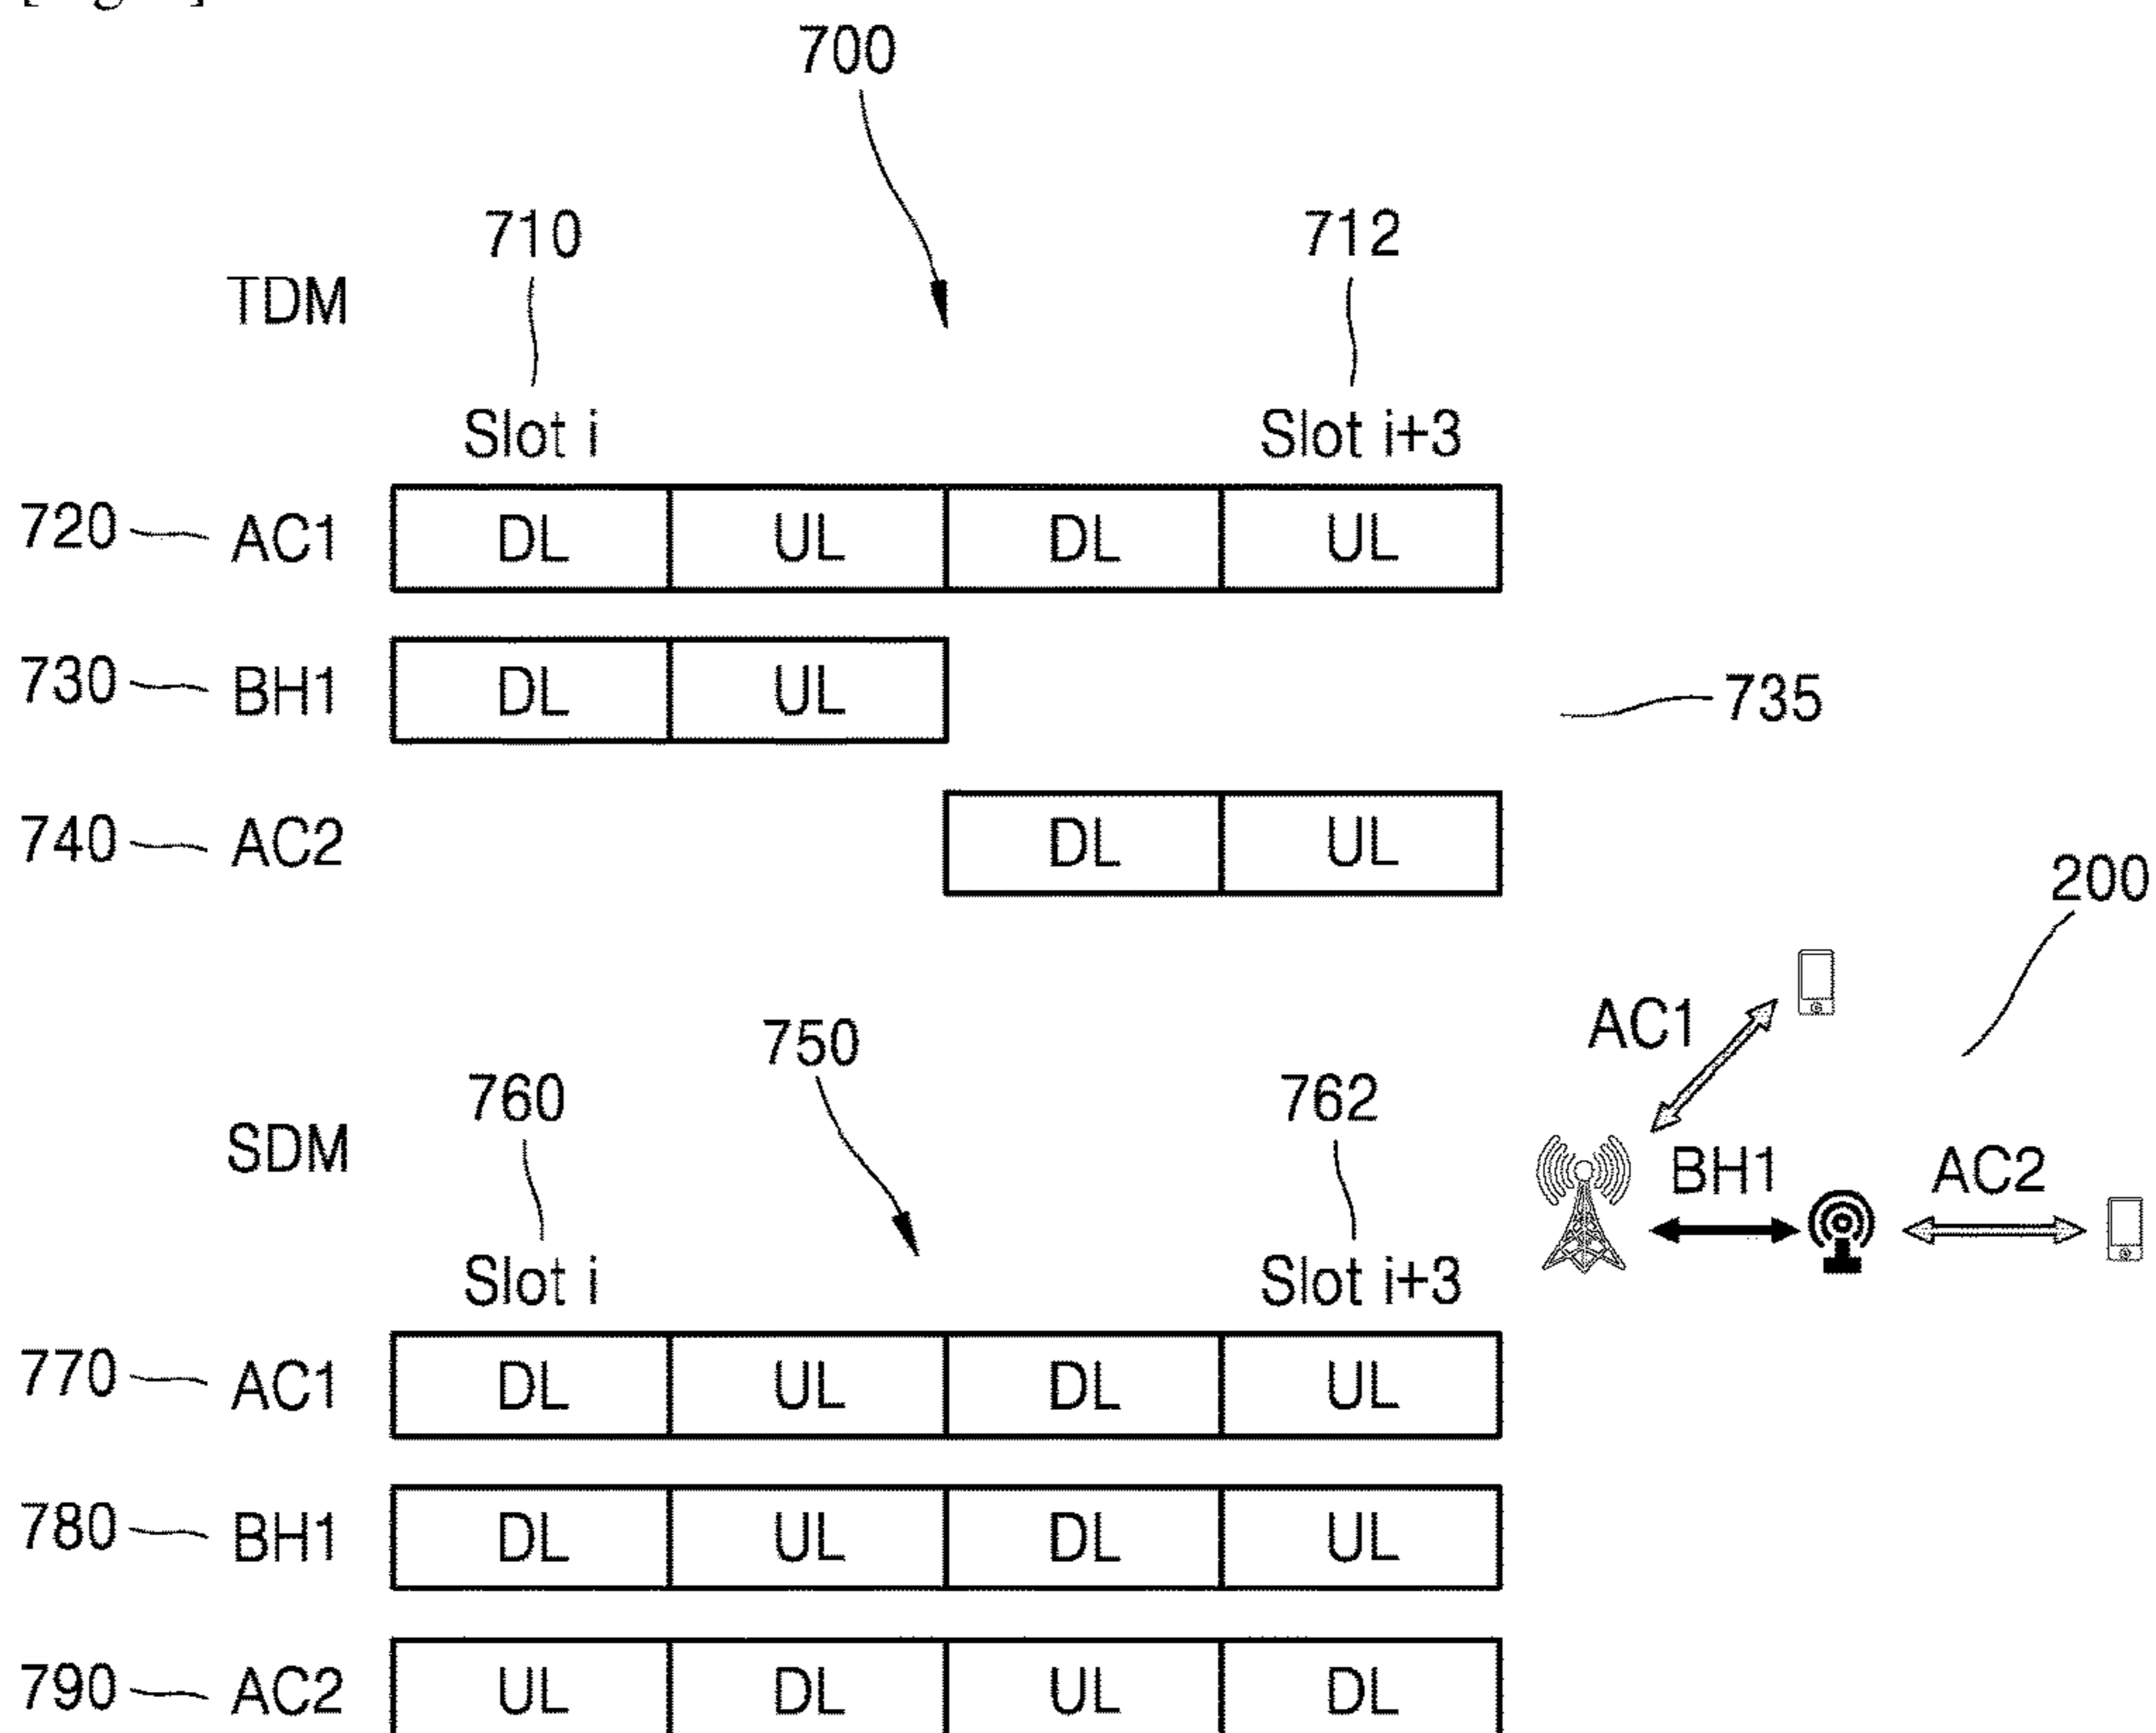 700
710 712
TDM
Slot i Slot i+3
720 AC1 DL UL DL UL
730 BH1 DL UL 735
740 AC2 DL UL
200
750 AC1
760 762
SDM BH1 AC2
Slot i Slot i+3
770 AC1 DL UL DL UL
780 BH1 DL UL DL UL
790 AC2 UL DL UL DL